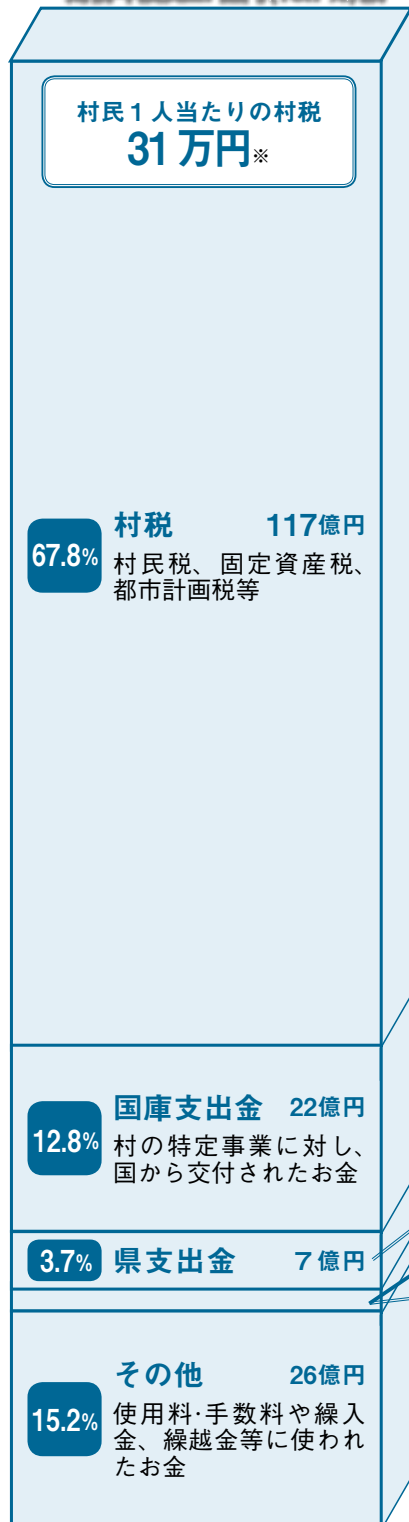 村民1人当たりの村税
31万円※
67.8%
村税 117億円
村民税、固定資産税、
都市計画税等
12.8%
国庫支出金 22億円
村の特定事業に対し、
国から交付されたお金
3.7% 県支出金 7億円
15.2%
その他 26億円
使用料・手数料や繰入
金、繰越金等に使われ
たお金